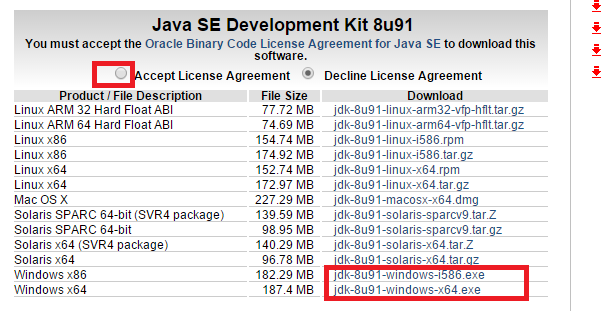 Java SE Development Kit 8u91
You must accept the Oracle Binary Code License Agreement for Java SE to download this
software.
Accept License Agreement Decline License Agreement
Product / File Description File Size Download
Linux ARM 32 Hard Float ABI 77.72 MB jdk-8u91-linux-arm32-vfp-hflt.tar.gz
Linux ARM 64 Hard Float ABI 74.69 MB jdk-8u91-linux-arm64-vfp-hflt.tar.gz
Linux x86 154.74 MB jdk-8u91-linux-i586.rpm
Linux x86 174.92 MB jdk-8u91-linux-i586.tar.gz
Linux x64 152.74 MB jdk-8u91-linux-x64.rpm
Linux x64 172.97 MB jdk-8u91-linux-x64.tar.gz
Mac OS X 227.29 MB jdk-8u91-macosx-x64.dmg
Solaris SPARC 64-bit (SVR4 package) 139.59 MB jdk-8u91-solaris-sparcv9.tar.Z
Solaris SPARC 64-bit 98.95 MB jdk-8u91-solaris-sparcv9.tar.gz
Solaris x64 (SVR4 package) 140.29 MB jdk-8u91-solaris-x64.tar.Z
Solaris x64 96.78 MB jdk-8u91-solaris-x64.tar.gz
Windows x86 182.29 MB jdk-8u91-windows-i586.exe
Windows x64 187.4 MB jdk-8u91-windows-x64.exe